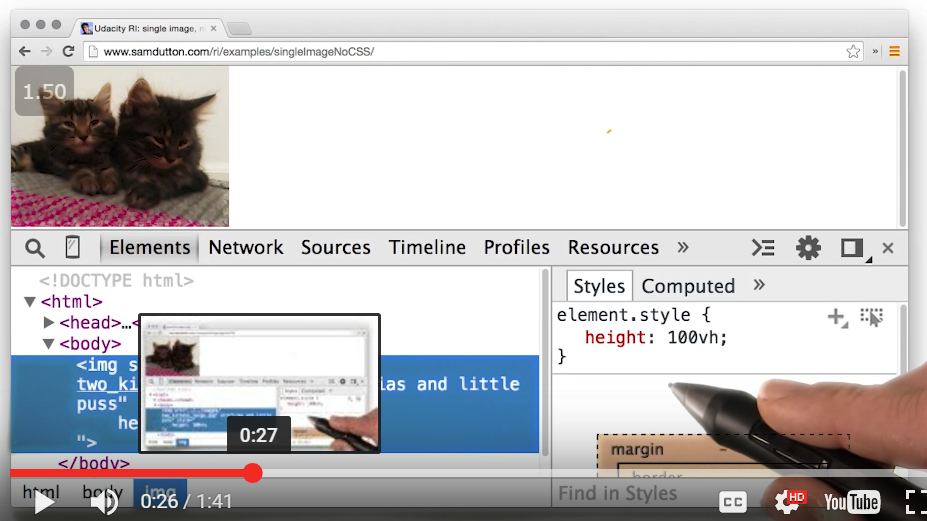 Udacity RI: single image, n
www.samdutton.com/ri/examples/singleImageNoCSS/
1.50
Elements Network Sources Timeline Profiles Resources »
<!DOCTYPE html>
<html>
<head>…<
<body>
<img s
two_ki ias and little
puss"
he
">
</body>
html body img
Styles Computed »
element.style {
height: 100vh;
}
margin
border
Find in Styles
0:27
0:26 / 1:41
CC
HD
YouTube